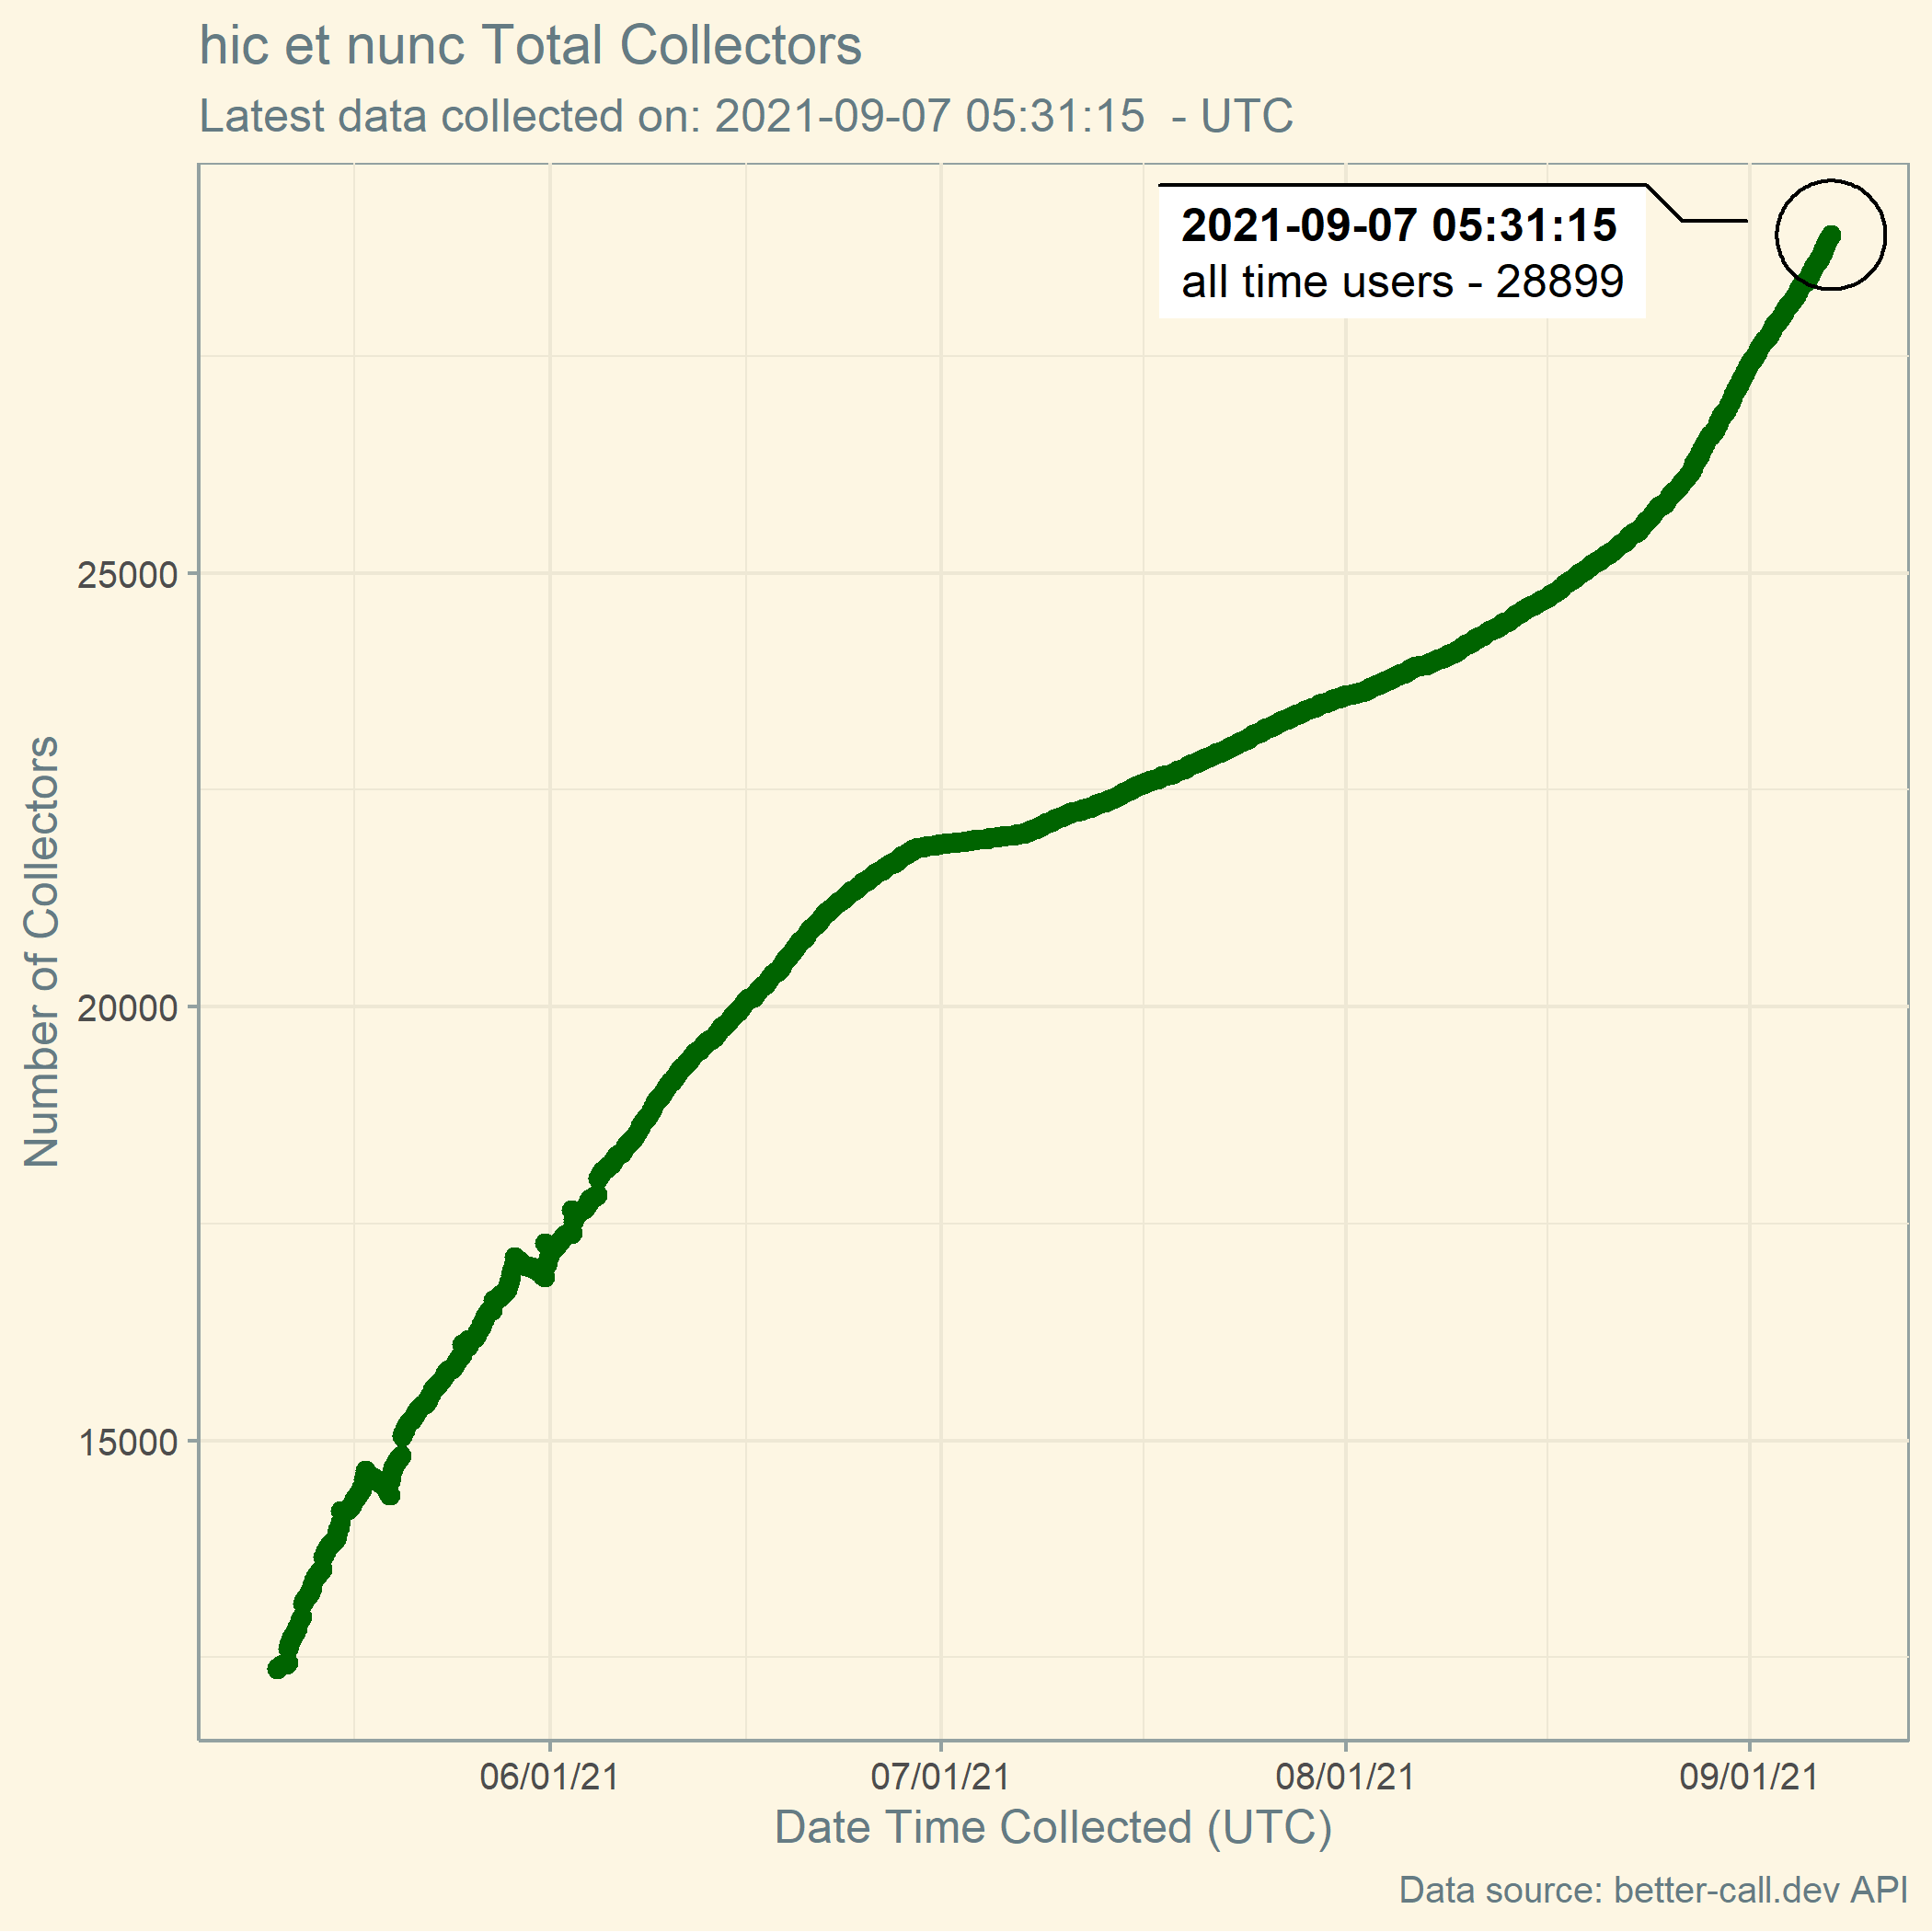 hic et nunc Total Collectors
Latest data collected on: 2021-09-07 05:31:15  - UTC
2021-09-07 05:31:15
all time users - 28899
Number of Collectors
25000
20000
15000
06/01/21
07/01/21
08/01/21
09/01/21
Date Time Collected (UTC)
Data source: better-call.dev API